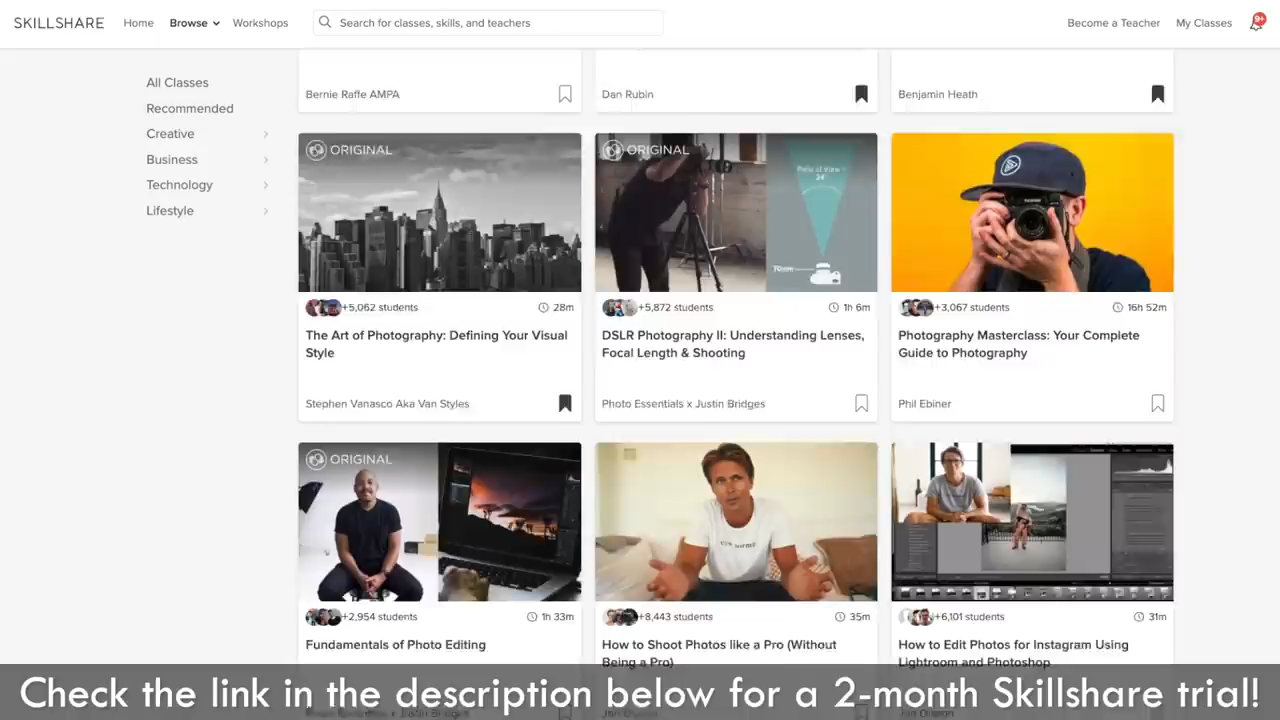 SKILLSHARE Home Browse Workshops Search for classes, skills, and teachers Become a Teacher My Classes 9+
All Classes
Recommended
Creative
Business
Technology
Lifestyle
Bernie Raffe AMPA Dan Rubin Benjamin Heath
ORIGINAL ORIGINAL
+5,062 students 28m
The Art of Photography: Defining Your Visual
Style
Stephen Vanasco Aka Van Styles
+5,872 students 1h 6m
DSLR Photography II: Understanding Lenses,
Focal Length & Shooting
Photo Essentials x Justin Bridges
+3,067 students 16h 52m
Photography Masterclass: Your Complete
Guide to Photography
Phil Ebiner
ORIGINAL
+2,954 students 1h 33m
Fundamentals of Photo Editing
+8,443 students 35m
How to Shoot Photos like a Pro (Without
Being a Pro)
+6,101 students 31m
How to Edit Photos for Instagram Using
Lightroom and Photoshop
Check the link in the description below for a 2-month Skillshare trial!